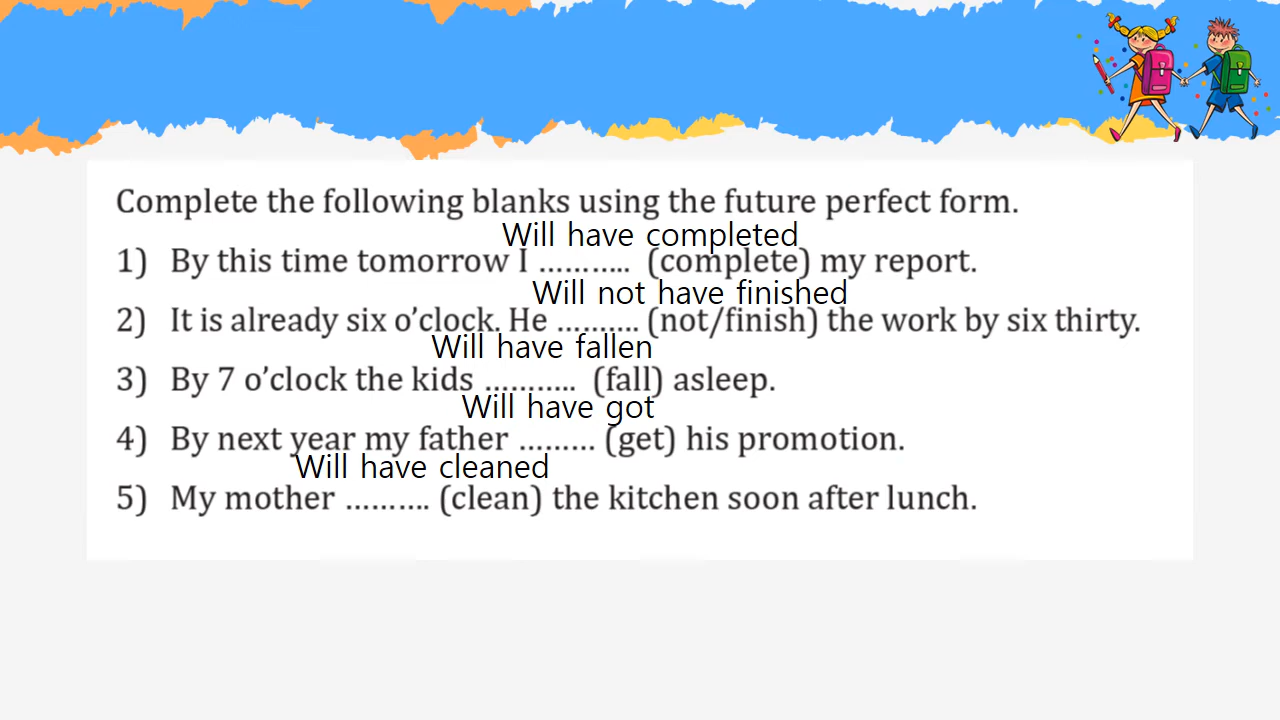 Complete the following blanks using the future perfect form.
Will have completed
1) By this time tomorrow I ……….. (complete) my report.
Will not have finished
2) It is already six o’clock. He ………. (not/finish) the work by six thirty.
Will have fallen
3) By 7 o’clock the kids ……….. (fall) asleep.
Will have got
4) By next year my father ……... (get) his promotion.
Will have cleaned
5) My mother ………. (clean) the kitchen soon after lunch.